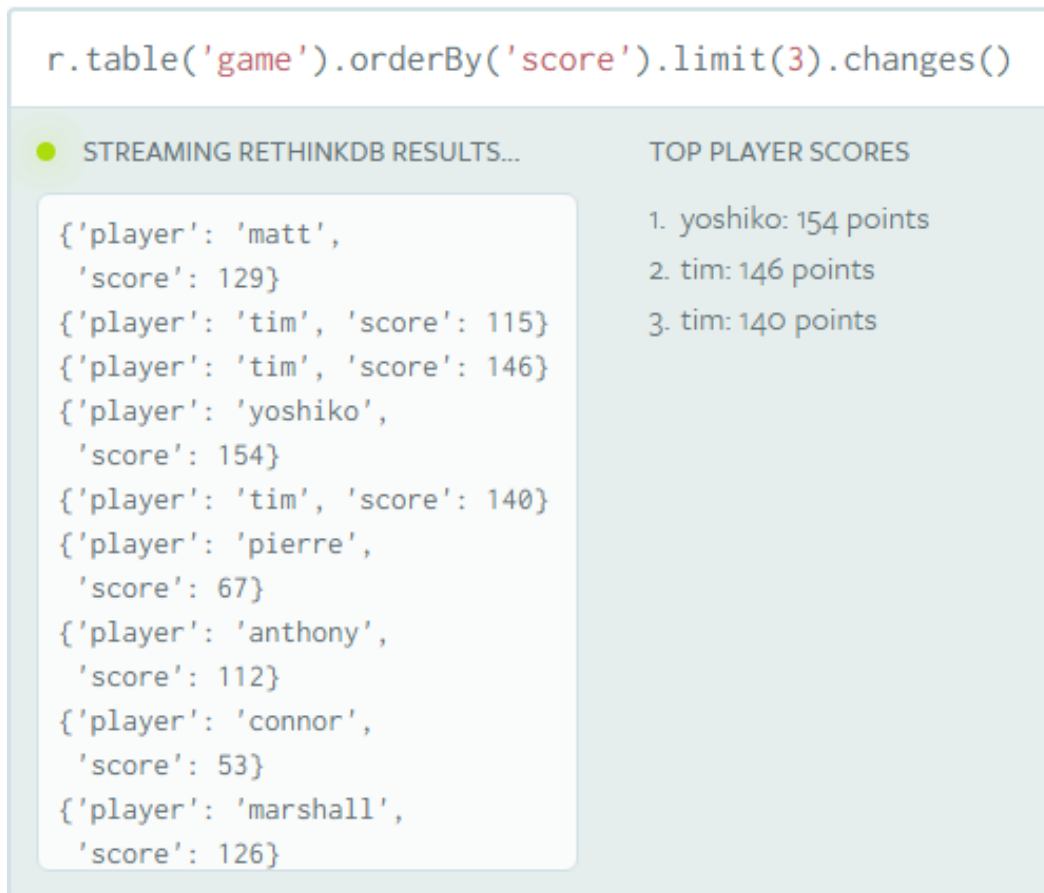 r.table('game').orderBy('score').limit(3).changes()
STREAMING RETHINKDB RESULTS...
{'player': 'matt',
'score': 129}
{'player': 'tim', 'score': 115}
{'player': 'tim', 'score': 146}
{'player': 'yoshiko',
'score': 154}
{'player': 'tim', 'score': 140}
{'player': 'pierre',
'score': 67}
{'player': 'anthony',
'score': 112}
{'player': 'connor',
'score': 53}
{'player': 'marshall',
'score': 126}
TOP PLAYER SCORES
1. yoshiko: 154 points
2. tim: 146 points
3. tim: 140 points